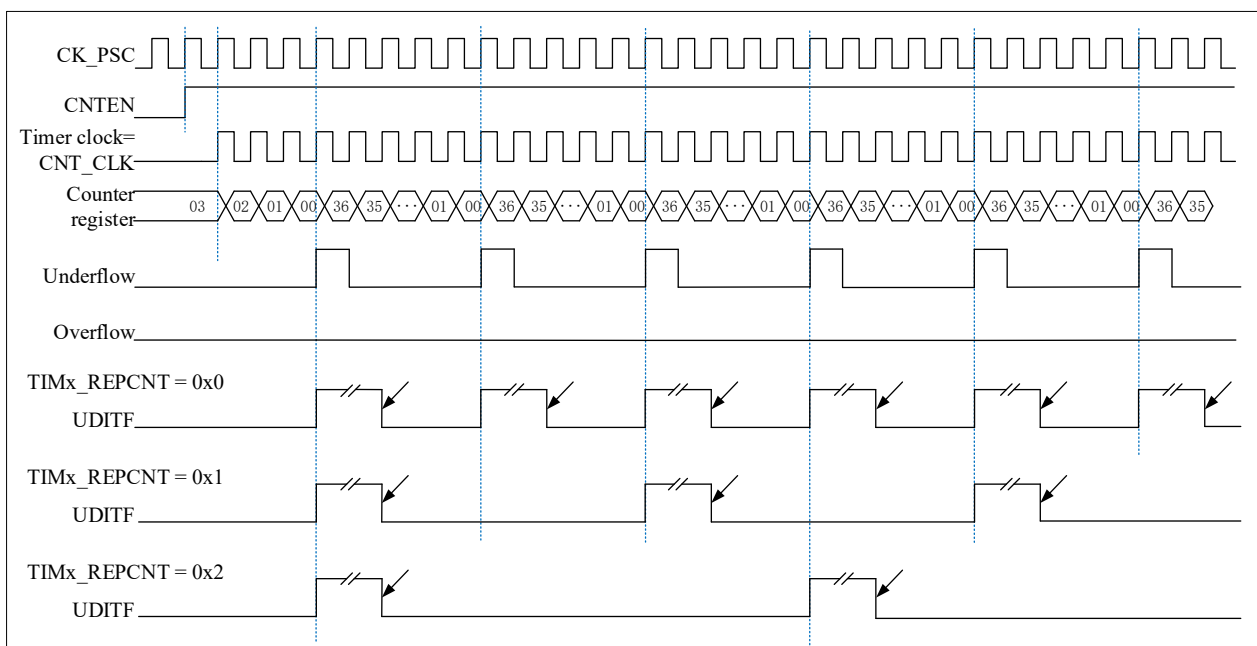 CK_PSC
CNTEN
Timer clock=
CNT_CLK
Counter
register
03 02 01 00 36 35 ··· 01 00 36 35 ··· 01 00 36 35 ··· 01 00 36 35 ··· 01 00 36 35 ··· 01 00 36 35
Underflow
Overflow
TIMx_REPCNT = 0x0
UDITF
TIMx_REPCNT = 0x1
UDITF
TIMx_REPCNT = 0x2
UDITF